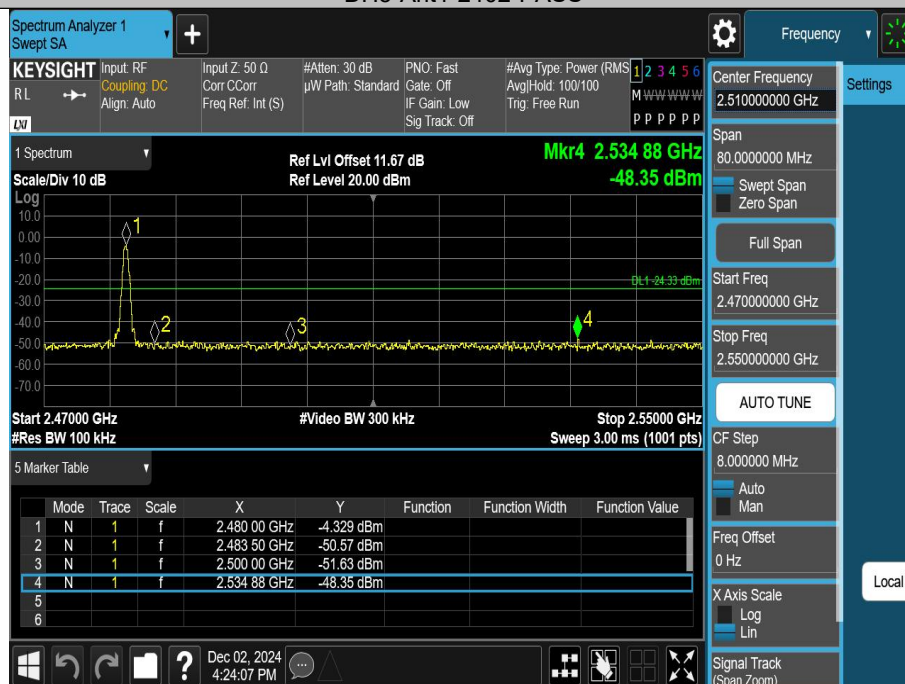 Spectrum Analyzer 1
Swept SA
+
Frequency
KEYSIGHT
RL
LXI
Input: RF
Coupling: DC
Align: Auto
Input Z: 50 Ω
Corr CCorr
Freq Ref: Int (S)
#Atten: 30 dB
µW Path: Standard
PNO: Fast
Gate: Off
IF Gain: Low
Sig Track: Off
#Avg Type: Power (RMS
Avg|Hold: 100/100
Trig: Free Run
1 2 3 4 5 6
M W W W W W
P P P P P P
1 Spectrum
Scale/Div 10 dB
Ref Lvl Offset 11.67 dB
Ref Level 20.00 dBm
Mkr4 2.534 88 GHz
-48.35 dBm
Log
10.0
0.00
-10.0
-20.0
-30.0
-40.0
-50.0
-60.0
-70.0
1
2
3
4
DL1 -24.33 dBm
Start 2.47000 GHz
#Video BW 300 kHz
Stop 2.55000 GHz
#Res BW 100 kHz
Sweep 3.00 ms (1001 pts)
5 Marker Table
Mode Trace Scale X Y Function Function Width Function Value
1 N 1 f 2.480 00 GHz -4.329 dBm
2 N 1 f 2.483 50 GHz -50.57 dBm
3 N 1 f 2.500 00 GHz -51.63 dBm
4 N 1 f 2.534 88 GHz -48.35 dBm
5
6
?
Dec 02, 2024
4:24:07 PM
Center Frequency
2.510000000 GHz
Settings
Span
80.0000000 MHz
Swept Span
Zero Span
Full Span
Start Freq
2.470000000 GHz
Stop Freq
2.550000000 GHz
AUTO TUNE
CF Step
8.000000 MHz
Auto
Man
Freq Offset
0 Hz
Local
X Axis Scale
Log
Lin
Signal Track
(Span Zoom)